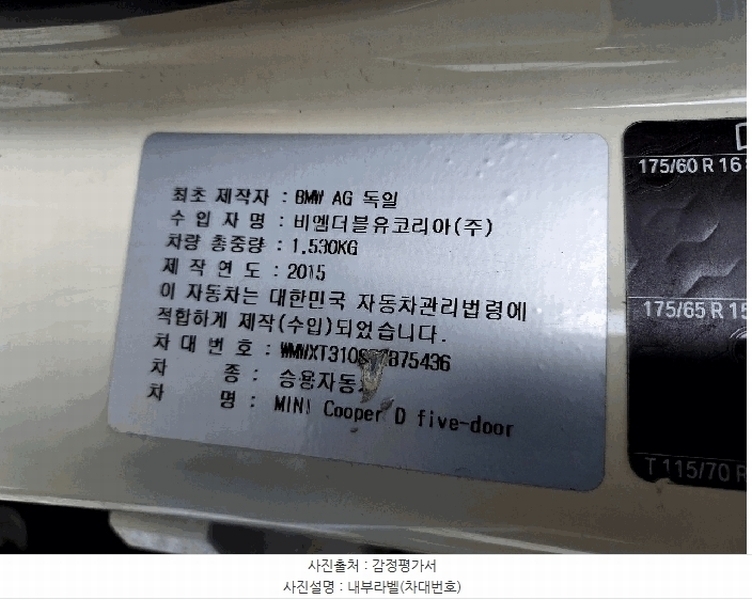 최초 제작자 : BMW AG 독일
수 입 자 명 : 비엔더블유코리아(주)
차량 총중량 : 1,530KG
제 작 연 도 : 2015
이 자동차는 대한민국 자동차관리법령에
적합하게 제작(수입)되었습니다.
차 대 번 호 :
차 종 :
차 명 : MINI Cooper D five-door
175/60 R 16
175/65 R 15
T 115/70 R
사진출처 : 감정평가서
사진설명 : 내부라벨(차대번호)